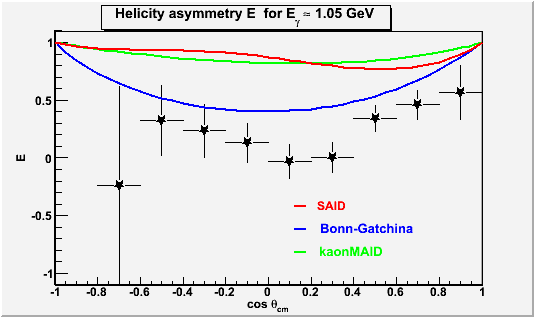 Helicity asymmetry E for Eγ ≈ 1.05 GeV
1
0.5
0
-0.5
-1
E
SAID
Bonn-Gatchina
kaonMAID
-1 -0.8 -0.6 -0.4 -0.2 0 0.2 0.4 0.6 0.8 1
cos θcm